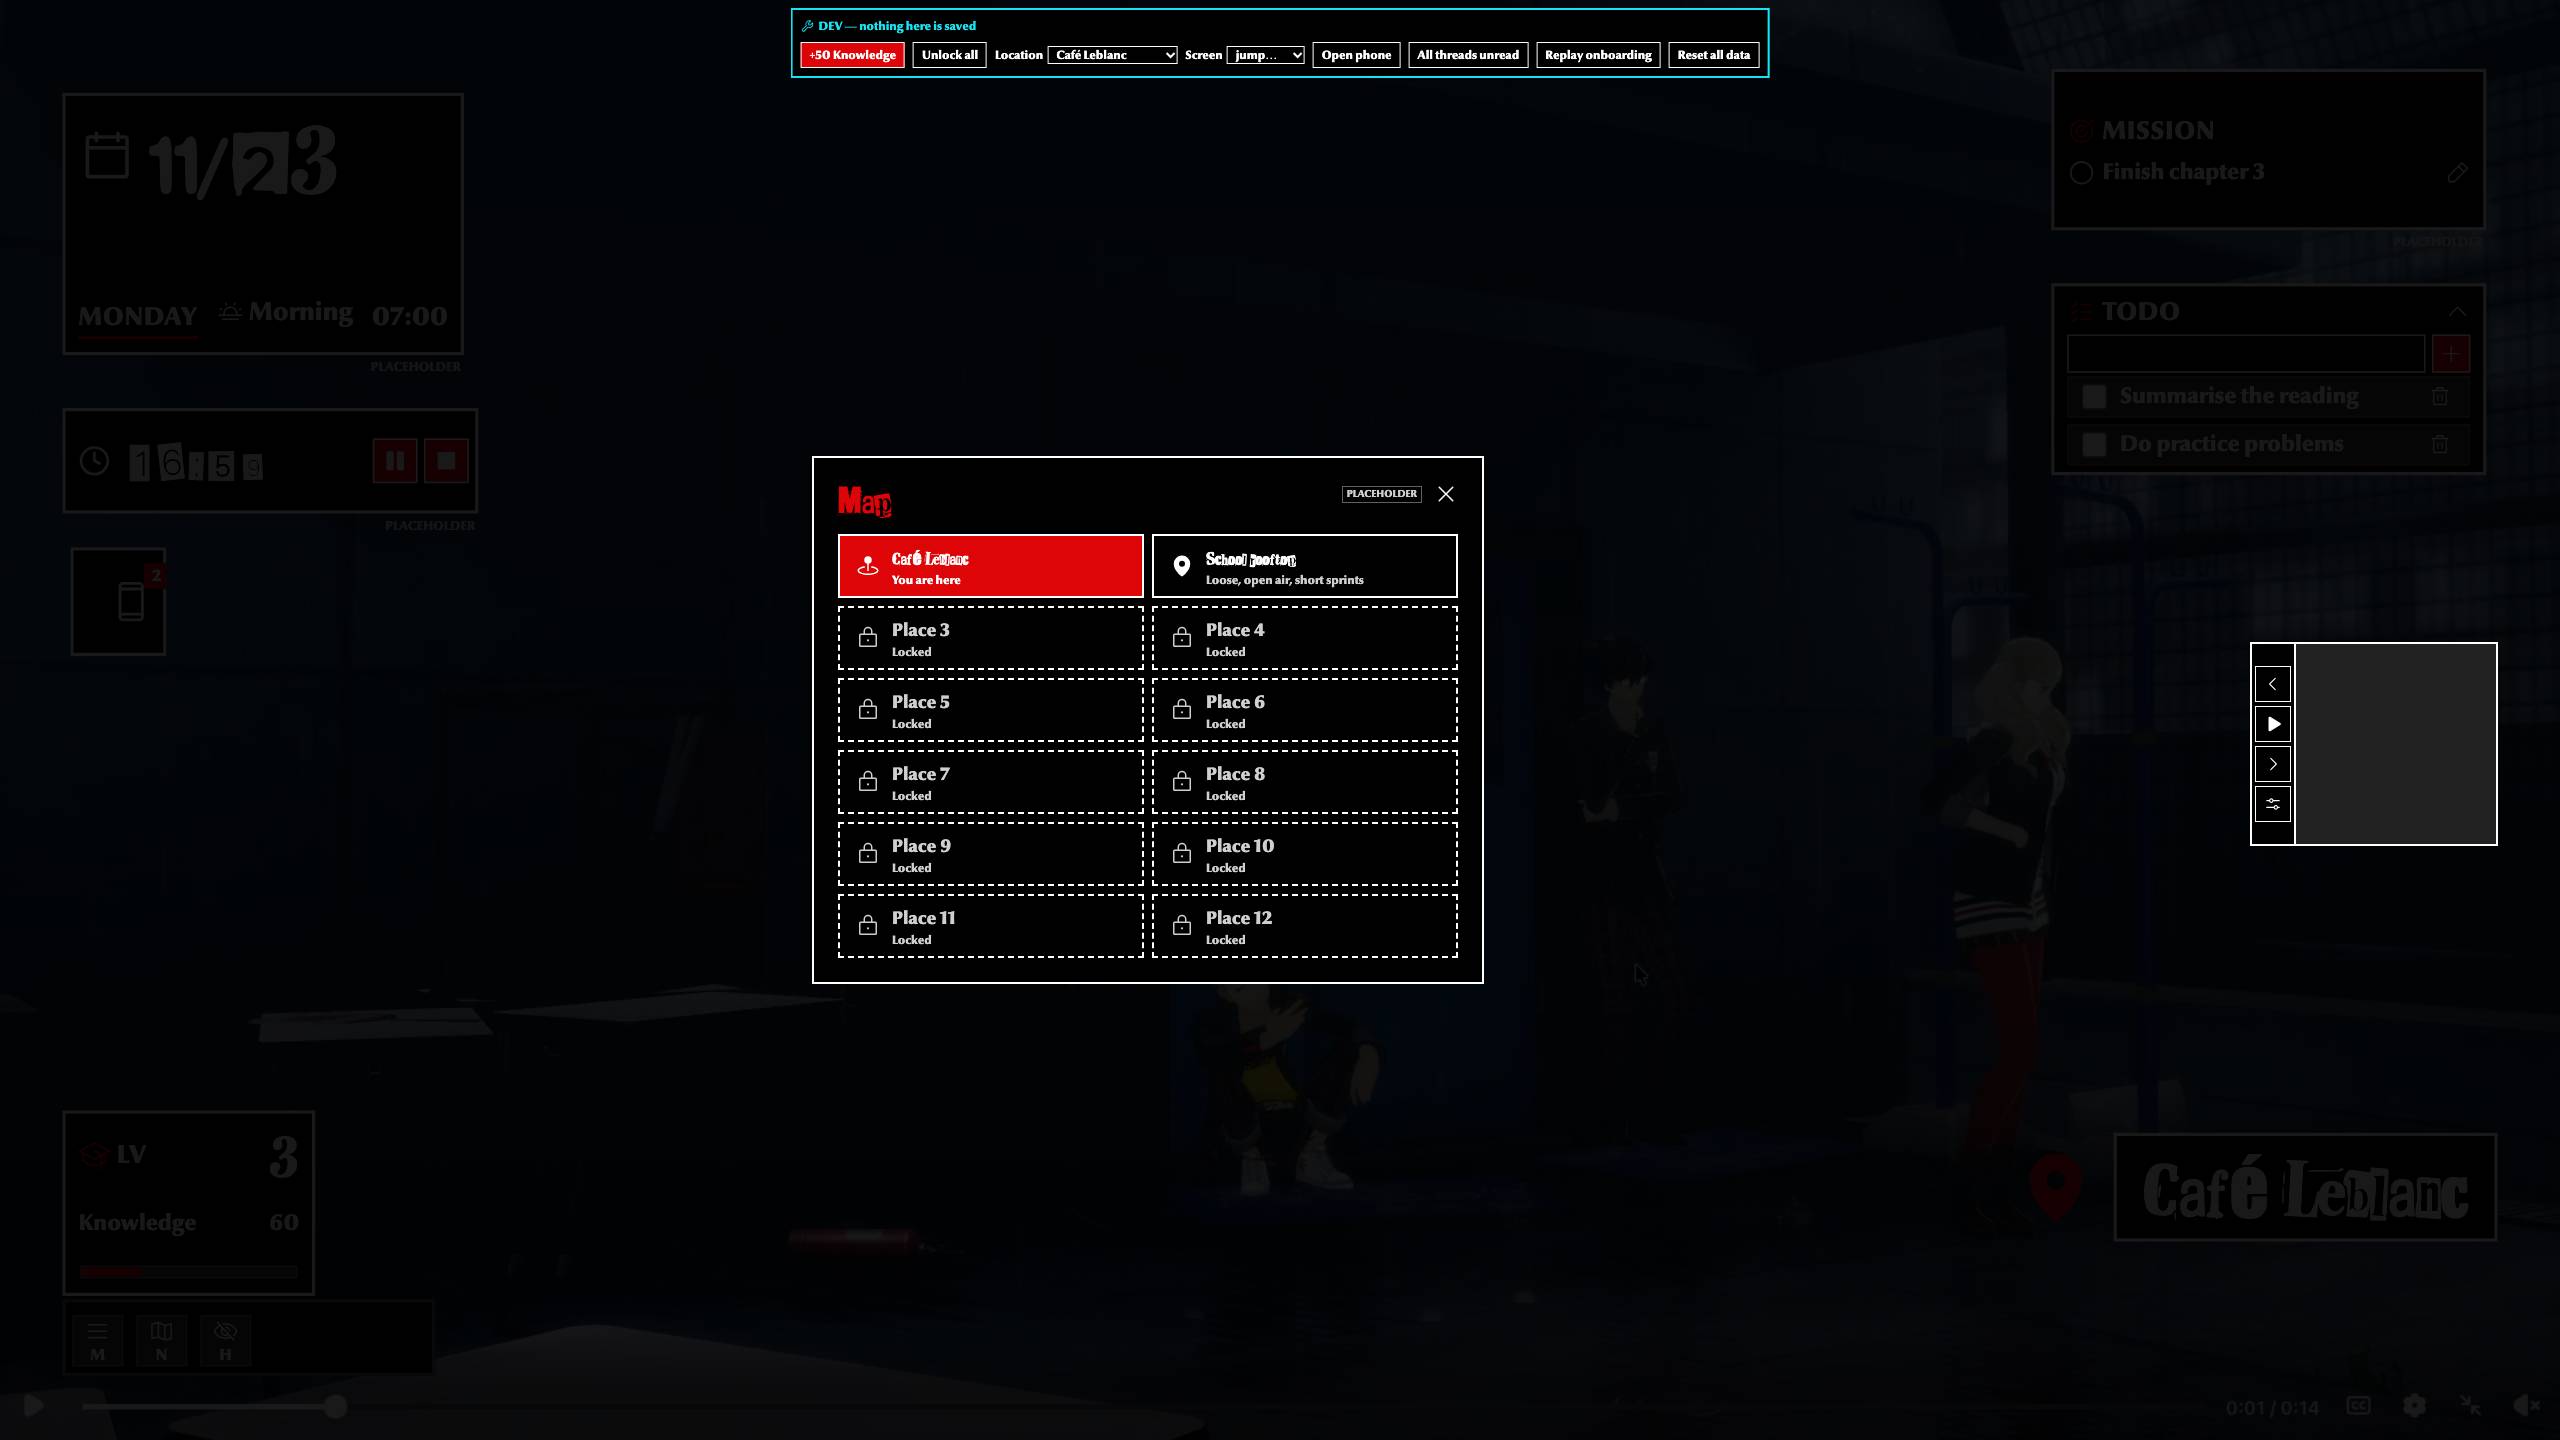 DEV — nothing here is saved
+50 Knowledge Unlock all Location Café Leblanc Screen jump... Open phone All threads unread Replay onboarding Reset all data
11/23
MONDAY Morning 07:00
PLACEHOLDER
16:59
PLACEHOLDER
2
MISSION
Finish chapter 3
PLACEHOLDER
TODO
Summarise the reading
Do practice problems
Map
PLACEHOLDER
Café Leblanc
You are here
School rooftop
Loose, open air, short sprints
Place 3
Locked
Place 4
Locked
Place 5
Locked
Place 6
Locked
Place 7
Locked
Place 8
Locked
Place 9
Locked
Place 10
Locked
Place 11
Locked
Place 12
Locked
LV 3
Knowledge 60
M N H
Café Leblanc
0:01 / 0:14
CC